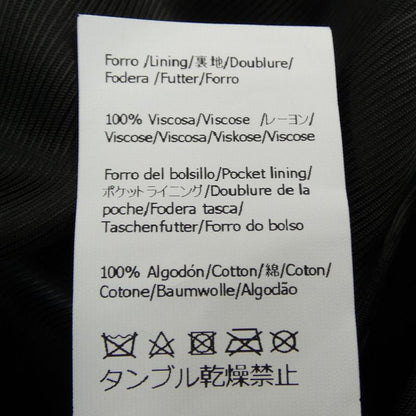 Forro /Lining/裏地/Doublure/
Fodera /Futter/Forro
100% Viscosa/Viscose /レーヨン/
Viscose/Viscosa/Viskose/Viscose
Forro del bolsillo/Pocket lining/
ポケットライニング/Doublure de la
poche/Fodera tasca/
Taschenfutter/Forro do bolso
100% Algodón/Cotton/綿/Coton/
Cotone/Baumwolle/Algodão
タンブル乾燥禁止